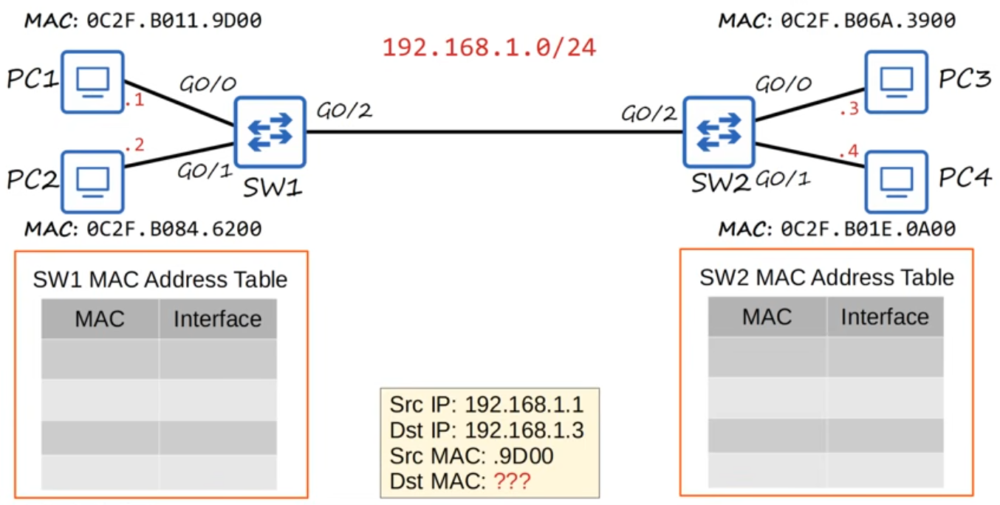 MAC: 0C2F.B011.9D00
MAC: 0C2F.B06A.3900
192.168.1.0/24
PC1
.1
G0/0
G0/2
G0/2
G0/0
.3
PC3
PC2
.2
G0/1
SW1
SW2
G0/1
.4
PC4
MAC: 0C2F.B084.6200
MAC: 0C2F.B01E.0A00
SW1 MAC Address Table
MAC Interface
SW2 MAC Address Table
MAC Interface
Src IP: 192.168.1.1
Dst IP: 192.168.1.3
Src MAC: .9D00
Dst MAC: ???